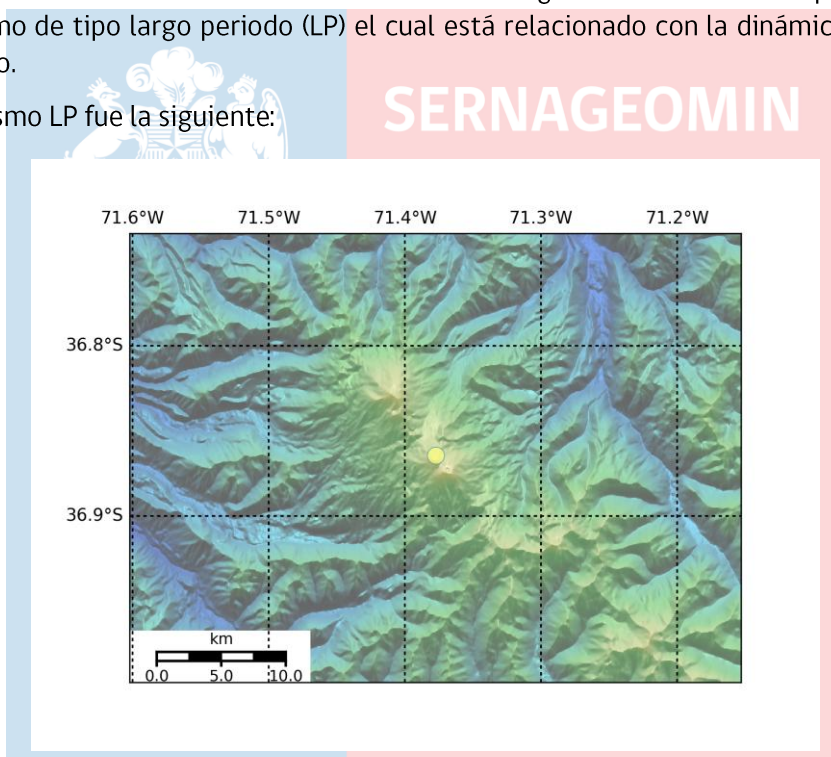 mo de tipo largo periodo (LP) el cual está relacionado con la dinámic
o.
smo LP fue la siguiente:
SERNAGEOMIN
71.6°W 71.5°W 71.4°W 71.3°W 71.2°W
36.8°S
36.9°S
km
0.0 5.0 10.0